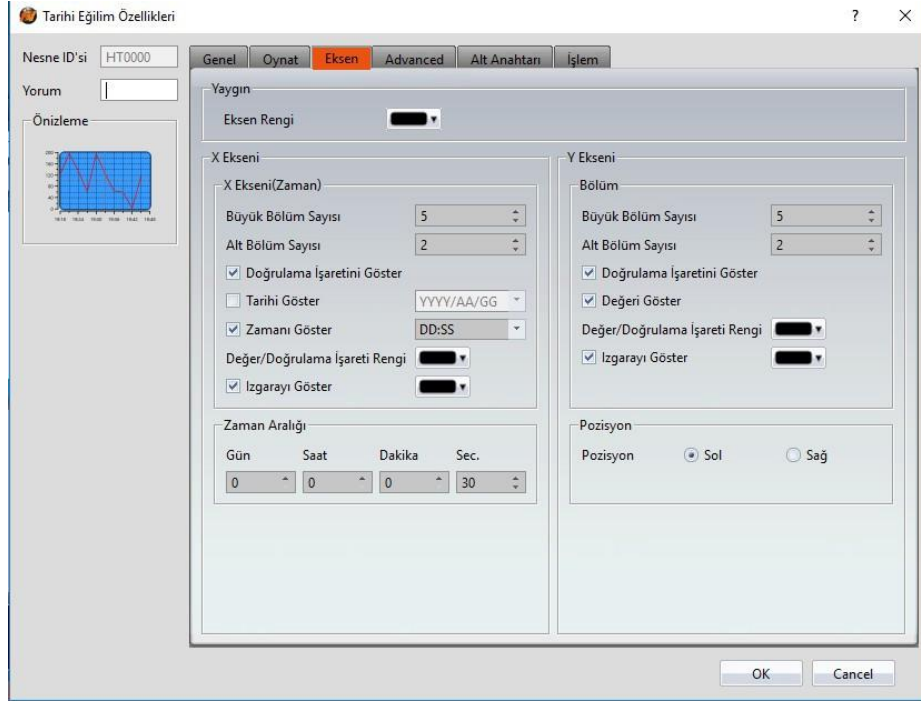 Tarihi Eğilim Özellikleri
?
Nesne ID'si HT0000
Yorum
Önizleme
Genel Oynat Eksen Advanced Alt Anahtarı İşlem
Yaygın
Eksen Rengi
X Ekseni
X Ekseni(Zaman)
Büyük Bölüm Sayısı 5
Alt Bölüm Sayısı 2
Doğrulama İşaretini Göster
Tarihi Göster YYYY/AA/GG
Zamanı Göster DD:SS
Değer/Doğrulama İşareti Rengi
Izgarayı Göster
Zaman Aralığı
Gün Saat Dakika Sec.
0 0 0 30
Y Ekseni
Bölüm
Büyük Bölüm Sayısı 5
Alt Bölüm Sayısı 2
Doğrulama İşaretini Göster
Değeri Göster
Değer/Doğrulama İşareti Rengi
Izgarayı Göster
Pozisyon
Pozisyon Sol Sağ
OK Cancel